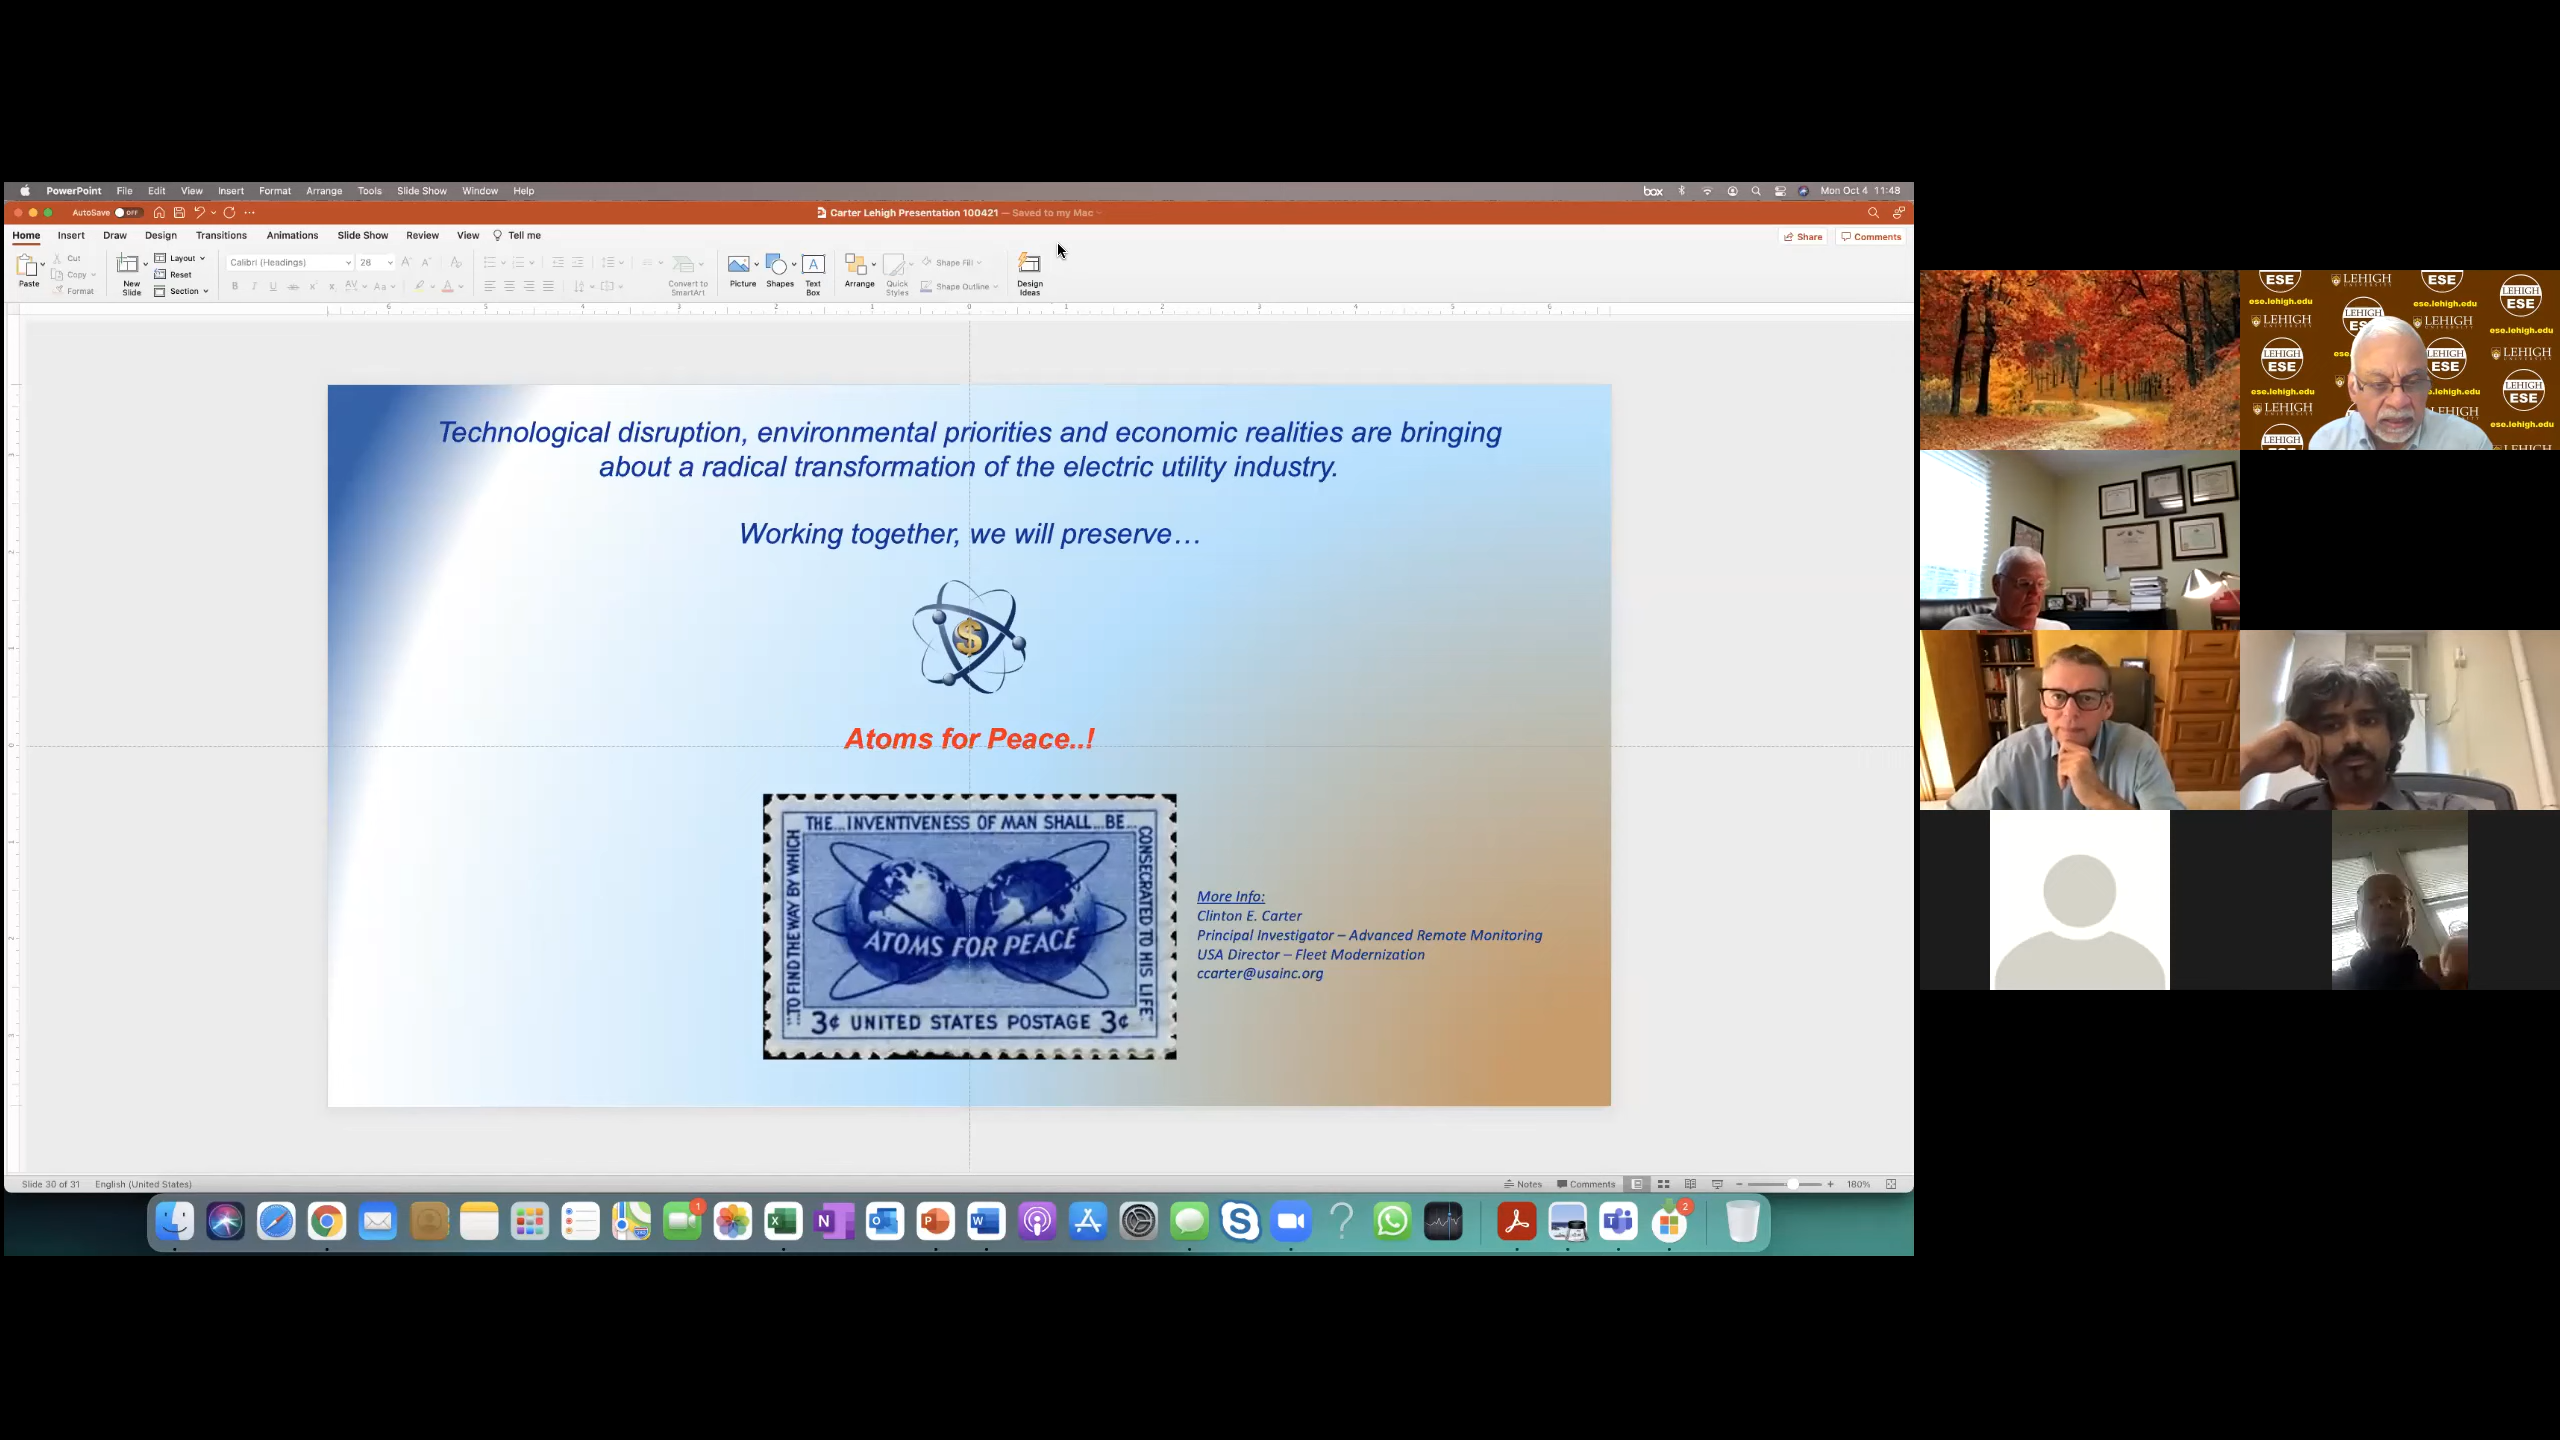 PowerPoint File Edit View Insert Format Arrange Tools Slide Show Window Help
box Mon Oct 4 11:48
AutoSave OFF
Carter Lehigh Presentation 100421 — Saved to my Mac
Home Insert Draw Design Transitions Animations Slide Show Review View Tell me
Share Comments
Paste
Cut
Copy
Format
New Slide
Layout
Reset
Section
Calibri (Headings) 28
Convert to SmartArt
Picture
Shapes
Text Box
Arrange
Quick Styles
Shape Fill
Shape Outline
Design Ideas
Technological disruption, environmental priorities and economic realities are bringing
about a radical transformation of the electric utility industry.
Working together, we will preserve…
$
Atoms for Peace..!
THE...INVENTIVENESS OF MAN SHALL...BE
CONSECRATED TO HIS LIFE"
"...TO FIND THE WAY BY WHICH
ATOMS FOR PEACE
3¢ UNITED STATES POSTAGE 3¢
More Info:
Clinton E. Carter
Principal Investigator – Advanced Remote Monitoring
USA Director – Fleet Modernization
ccarter@usainc.org
Slide 30 of 31 English (United States)
Notes Comments 180%
LEHIGH ESE
ese.lehigh.edu
LEHIGH UNIVERSITY